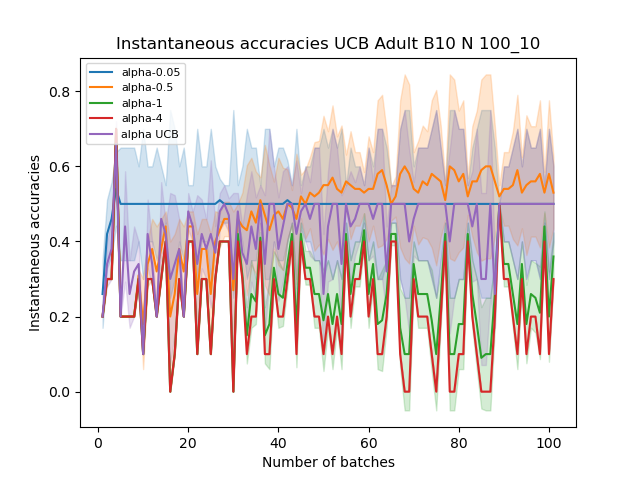 Instantaneous accuracies UCB Adult B10 N 100_10
alpha-0.05
alpha-0.5
alpha-1
alpha-4
alpha UCB
Instantaneous accuracies
0.8
0.6
0.4
0.2
0.0
0 20 40 60 80 100
Number of batches